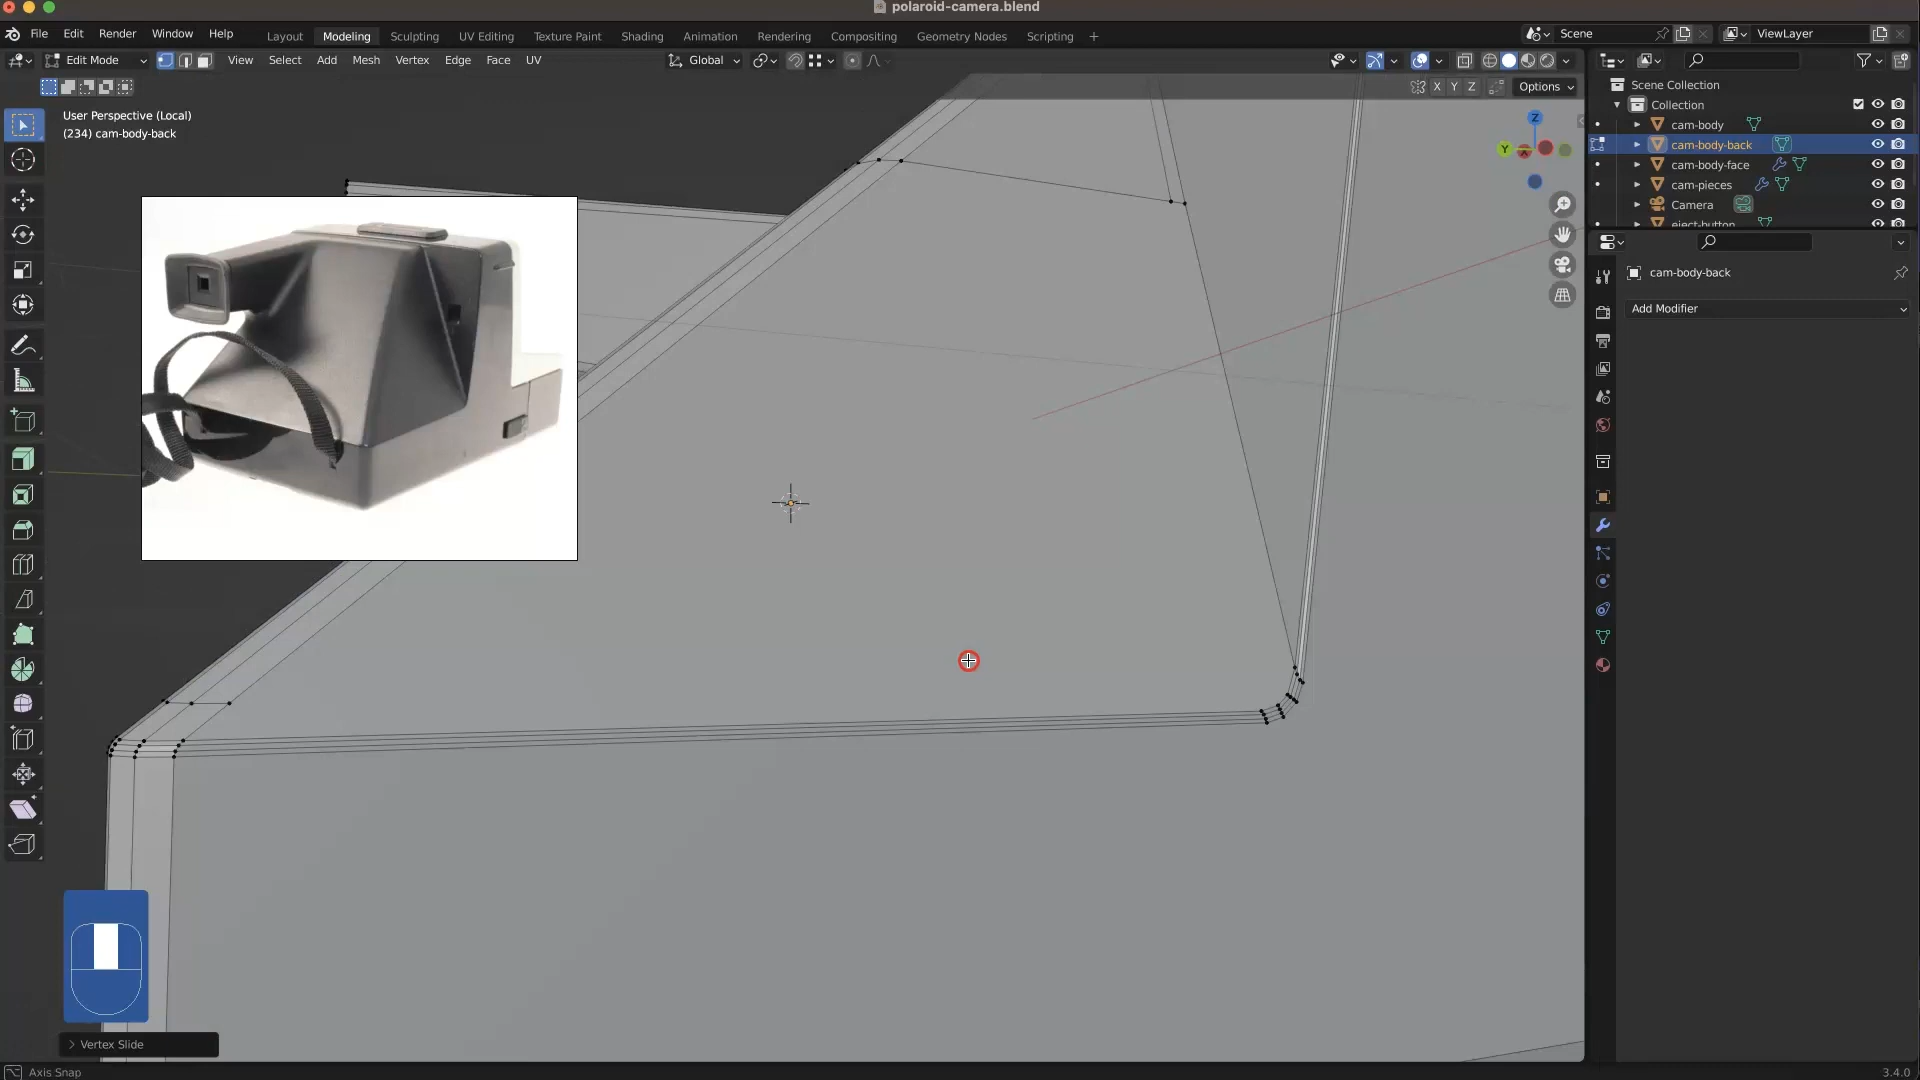 polaroid-camera.blend
File Edit Render Window Help Layout Modeling Sculpting UV Editing Texture Paint Shading Animation Rendering Compositing Geometry Nodes Scripting + Scene ViewLayer
Edit Mode View Select Add Mesh Vertex Edge Face UV Global
X Y Z Options
User Perspective (Local)
(234) cam-body-back
Z
Y X
Scene Collection
Collection
cam-body
cam-body-back
cam-body-face
cam-pieces
Camera
eject-button
cam-body-back
Add Modifier
Vertex Slide
Axis Snap 3.4.0